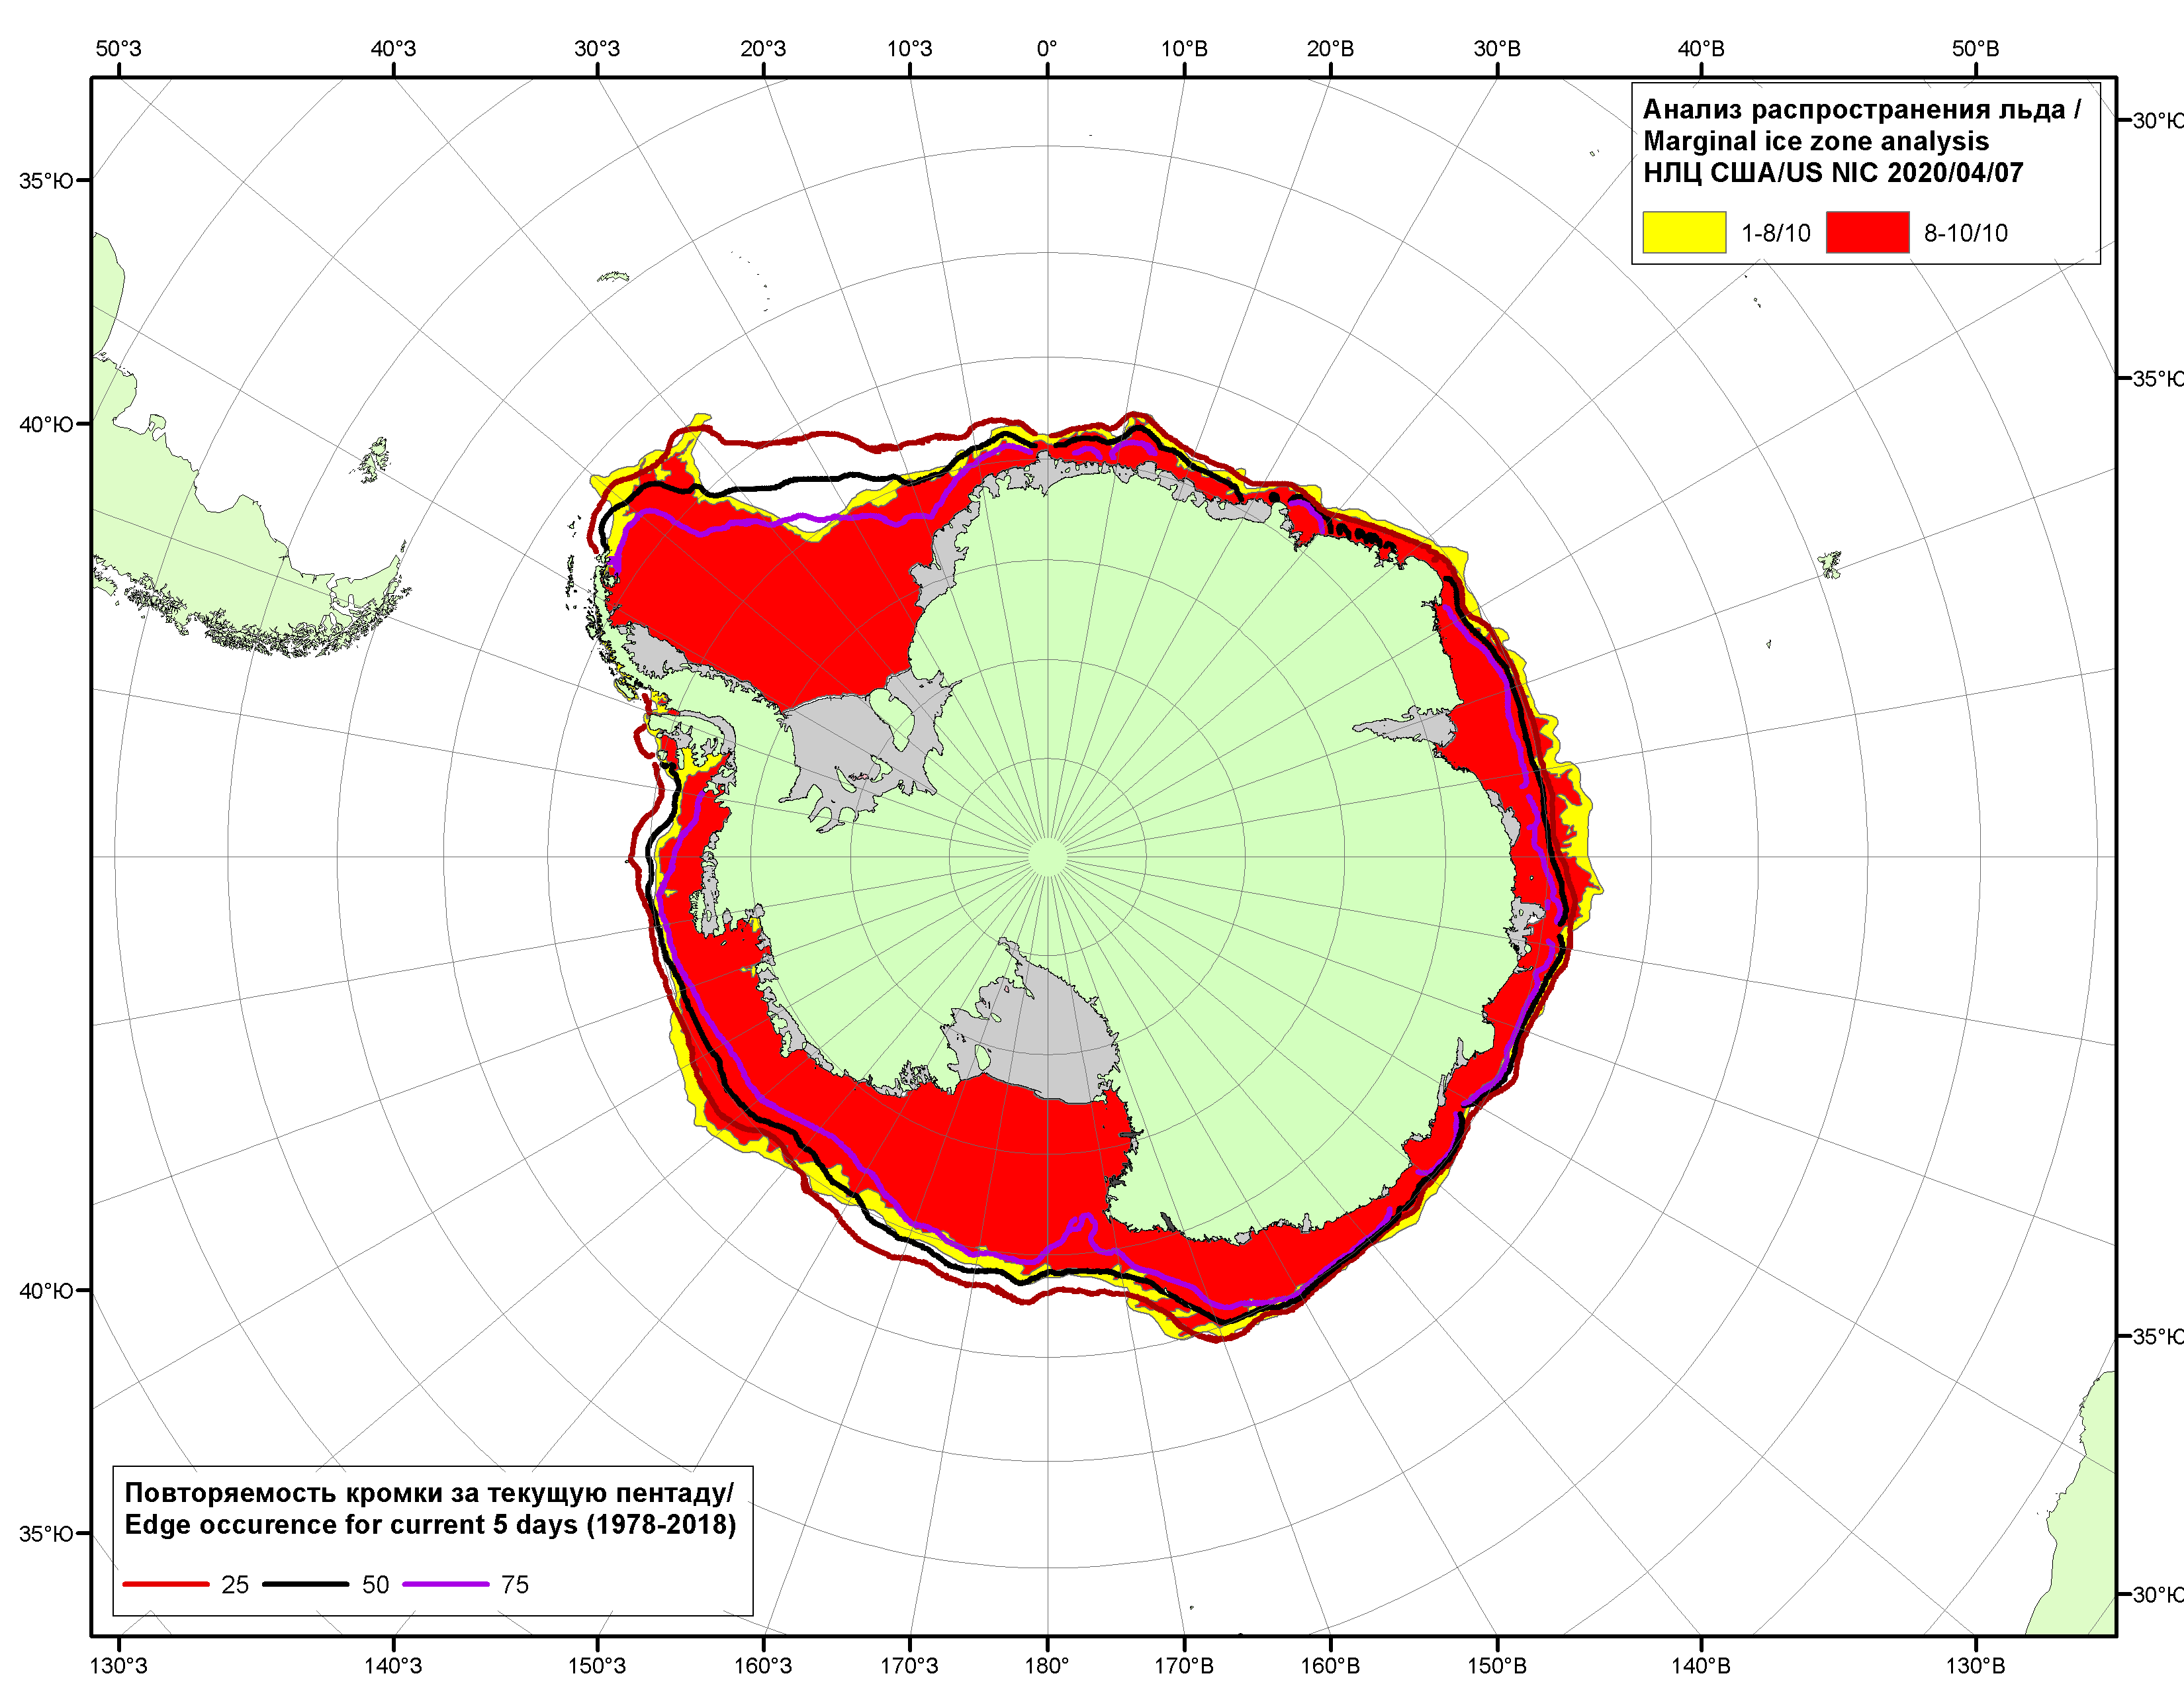 50°З 40°З 30°З 20°З 10°З 0° 10°В 20°В 30°В 40°В 50°В
Анализ распространения льда /
Marginal ice zone analysis
НЛЦ США/US NIC 2020/04/07
1-8/10 8-10/10
30°Ю
35°Ю
35°Ю
40°Ю
40°Ю
35°Ю
35°Ю
30°Ю
Повторяемость кромки за текущую пентаду/
Edge occurence for current 5 days (1978-2018)
25 50 75
130°З 140°З 150°З 160°З 170°З 180° 170°В 160°В 150°В 140°В 130°В